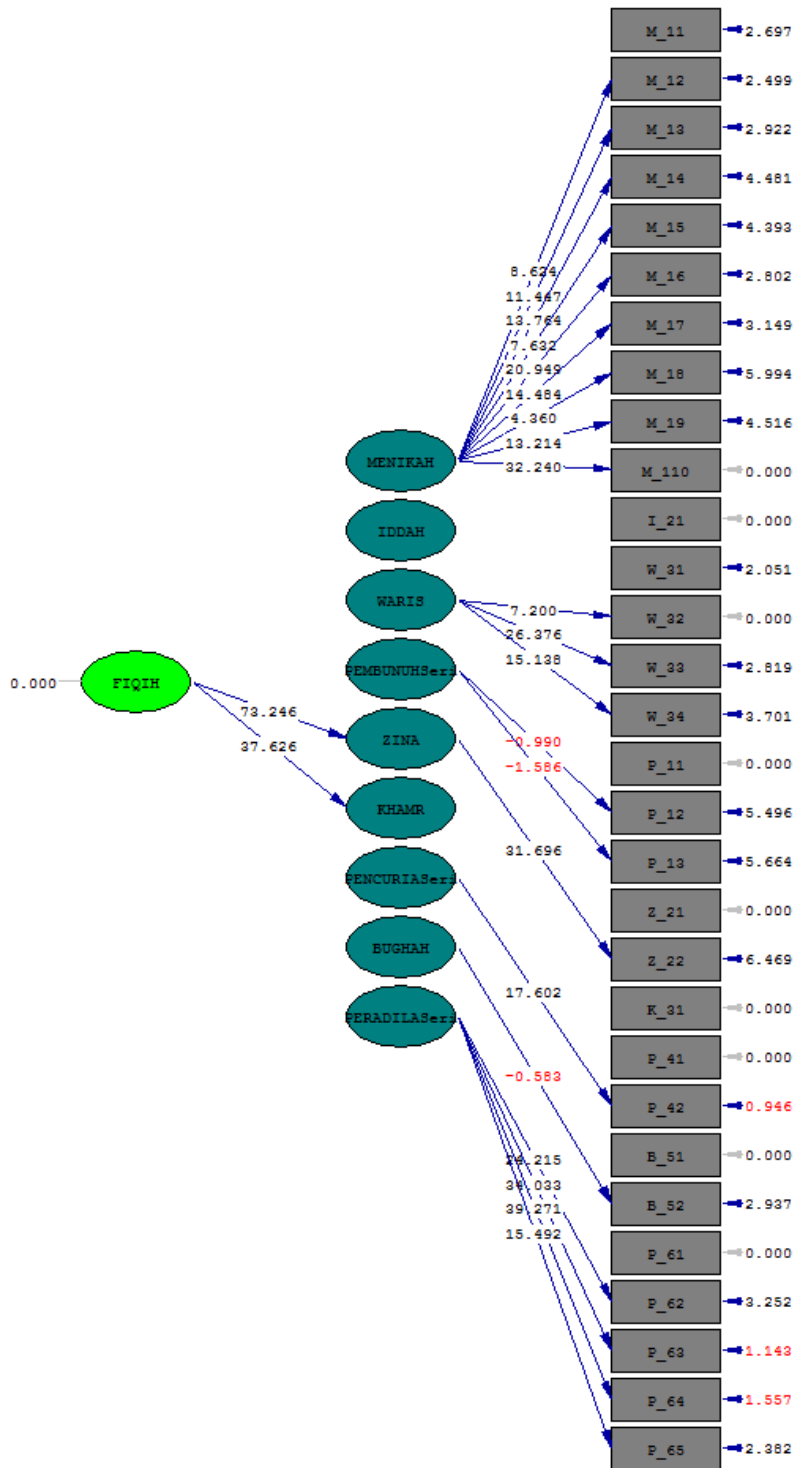 M_11 2.697
M_12 2.499
M_13 2.922
M_14 4.481
M_15 4.393
8.624
M_16 2.802
11.447
13.764
M_17 3.149
7.632
20.949
M_18 5.994
14.484
4.360
M_19 4.516
13.214
MENIKAH
32.240
M_110 0.000
I_21 0.000
IDDAH
W_31 2.051
WARIS
7.200
W_32 0.000
26.376
15.138
W_33 2.819
PEMBUNUHSeri
0.000 FIQIH
73.246
W_34 3.701
ZINA
-0.990
37.626
P_11 0.000
-1.586
KHAMR
P_12 5.496
31.696
P_13 5.664
PENCURIASeri
Z_21 0.000
BUGHAH
Z_22 6.469
17.602
K_31 0.000
PERADILASeri
P_41 0.000
-0.583
P_42 0.946
24.215
B_51 0.000
34.033
39.271
B_52 2.937
15.492
P_61 0.000
P_62 3.252
P_63 1.143
P_64 1.557
P_65 2.382